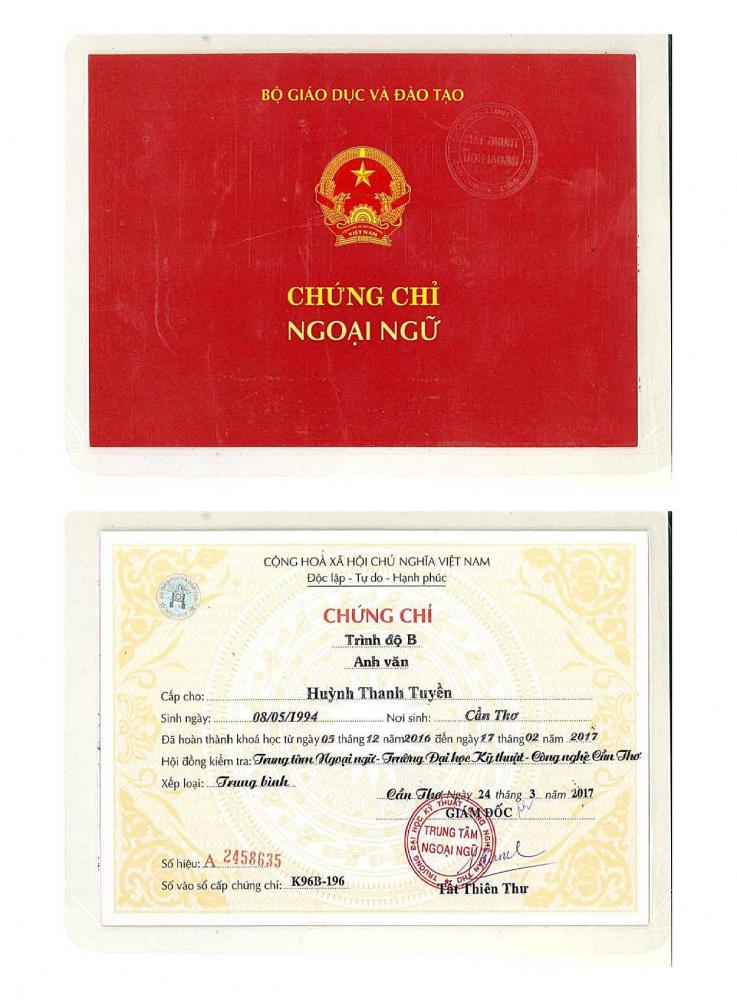 BỘ GIÁO DỤC VÀ ĐÀO TẠO
VIỆT NAM
CHỨNG CHỈ
NGOẠI NGỮ
CỘNG HOÀ XÃ HỘI CHỦ NGHĨA VIỆT NAM
Độc lập - Tự do - Hạnh phúc
CHỨNG CHỈ
Trình độ B
Anh văn
Cấp cho: Huỳnh Thanh Tuyền
Sinh ngày: 08/05/1994 Nơi sinh: Cần Thơ
Đã hoàn thành khoá học từ ngày 05 tháng 12 năm 2016 đến ngày 17 tháng 02 năm 2017
Hội đồng kiểm tra: Trung tâm Ngoại ngữ - Trường Đại học Kỹ thuật - Công nghệ Cần Thơ
Xếp loại: Trung bình
Cần Thơ Ngày 24 tháng 3 năm 2017
GIÁM ĐỐC
TRƯỜNG ĐẠI HỌC KỸ THUẬT CÔNG NGHỆ CẦN THƠ
TRUNG TÂM
NGOẠI NGỮ
Số hiệu: A 2458635
Số vào sổ cấp chứng chỉ: K96B-196
Tất Thiên Thư